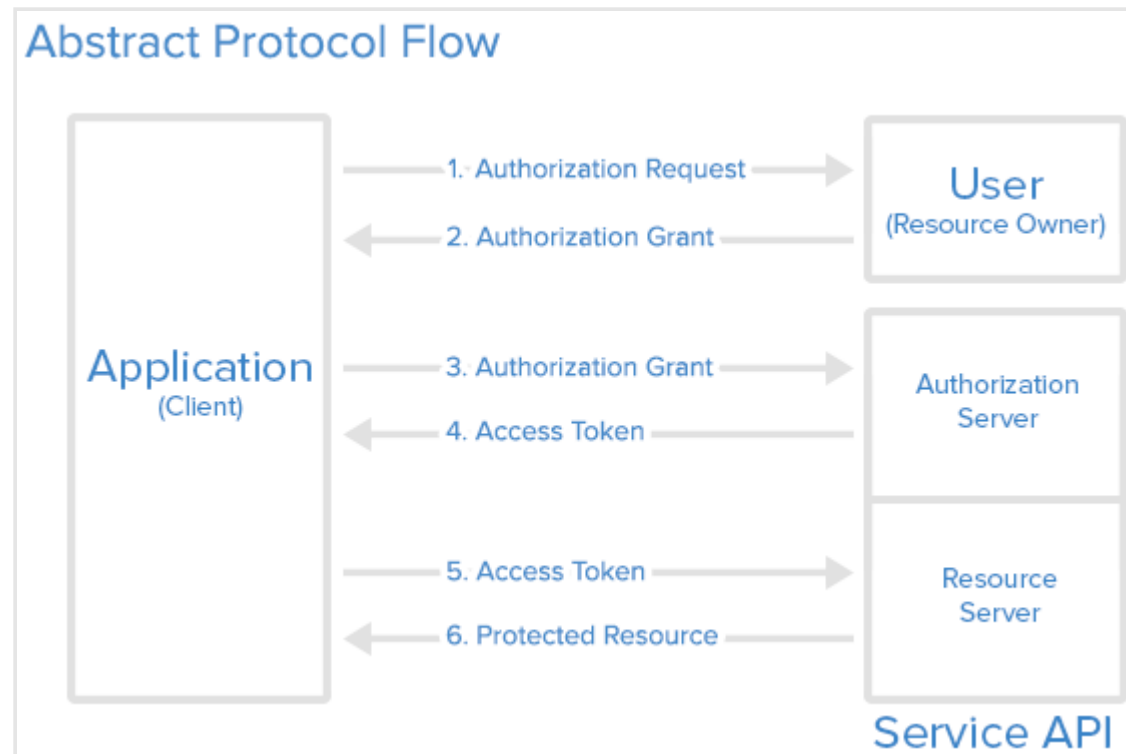 Abstract Protocol Flow
1. Authorization Request
User
(Resource Owner)
2. Authorization Grant
Application
(Client)
3. Authorization Grant
Authorization
Server
4. Access Token
5. Access Token
Resource
Server
6. Protected Resource
Service API